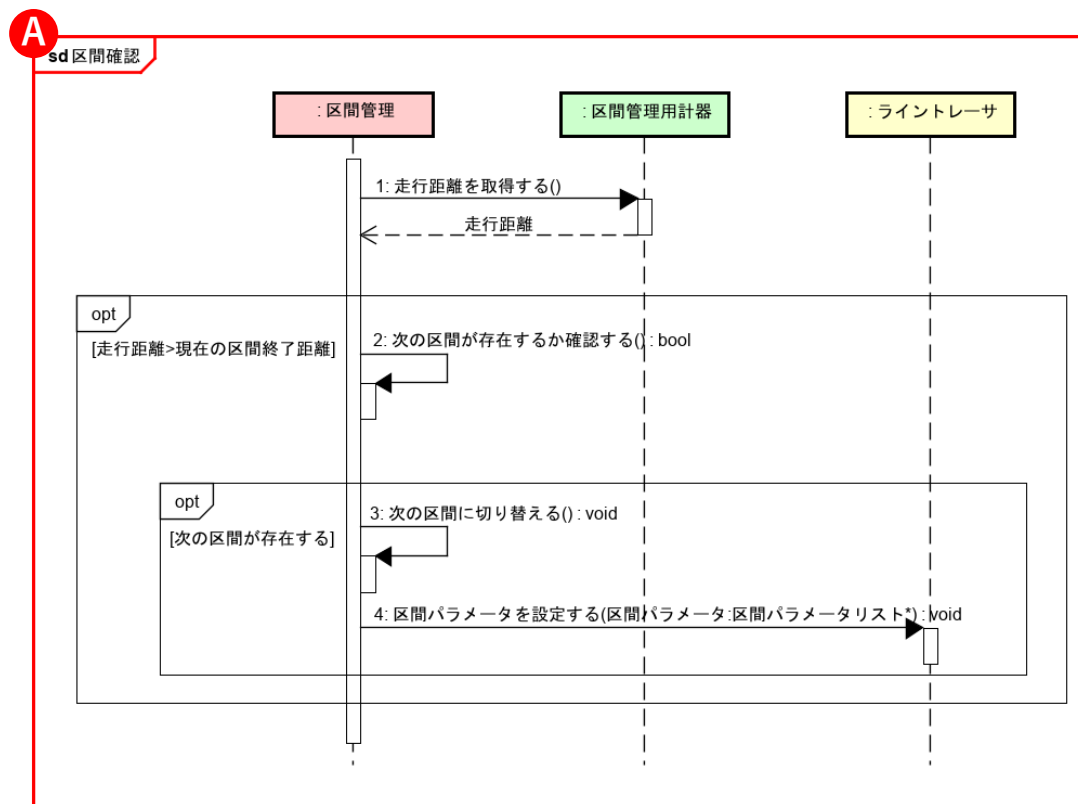 A
sd 区間確認
: 区間管理
: 区間管理用計器
: ライントレーサ
1: 走行距離を取得する()
走行距離
opt
[走行距離>現在の区間終了距離]
2: 次の区間が存在するか確認する() : bool
opt
[次の区間が存在する]
3: 次の区間に切り替える() : void
4: 区間パラメータを設定する(区間パラメータ:区間パラメータリスト*) : void